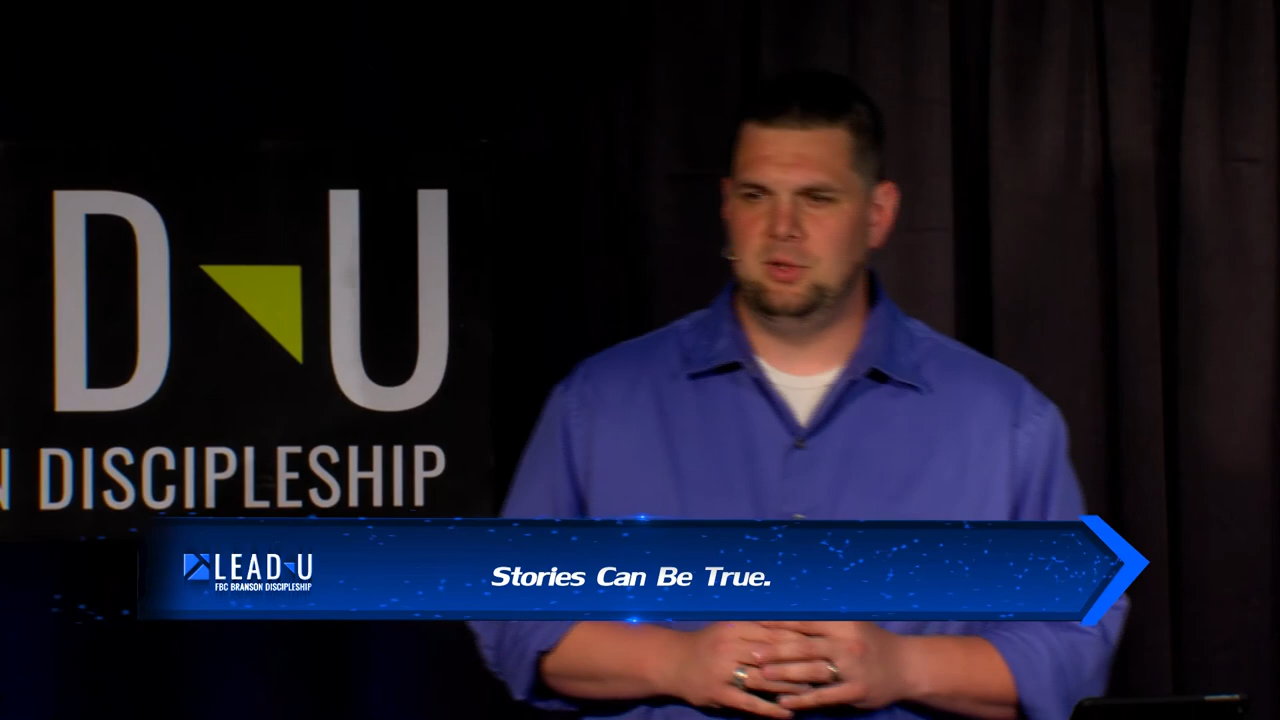 D U
N DISCIPLESHIP
LEAD U
FBC BRANSON DISCIPLESHIP
Stories Can Be True.